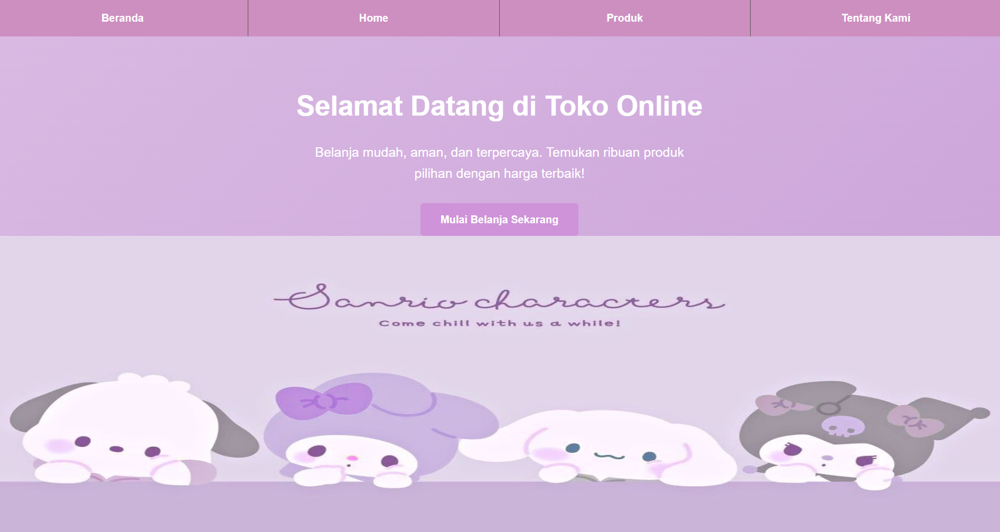 Beranda
Home
Produk
Tentang Kami
Selamat Datang di Toko Online
Belanja mudah, aman, dan terpercaya. Temukan ribuan produk
pilihan dengan harga terbaik!
Mulai Belanja Sekarang
Sanrio characters
Come chill with us a while!